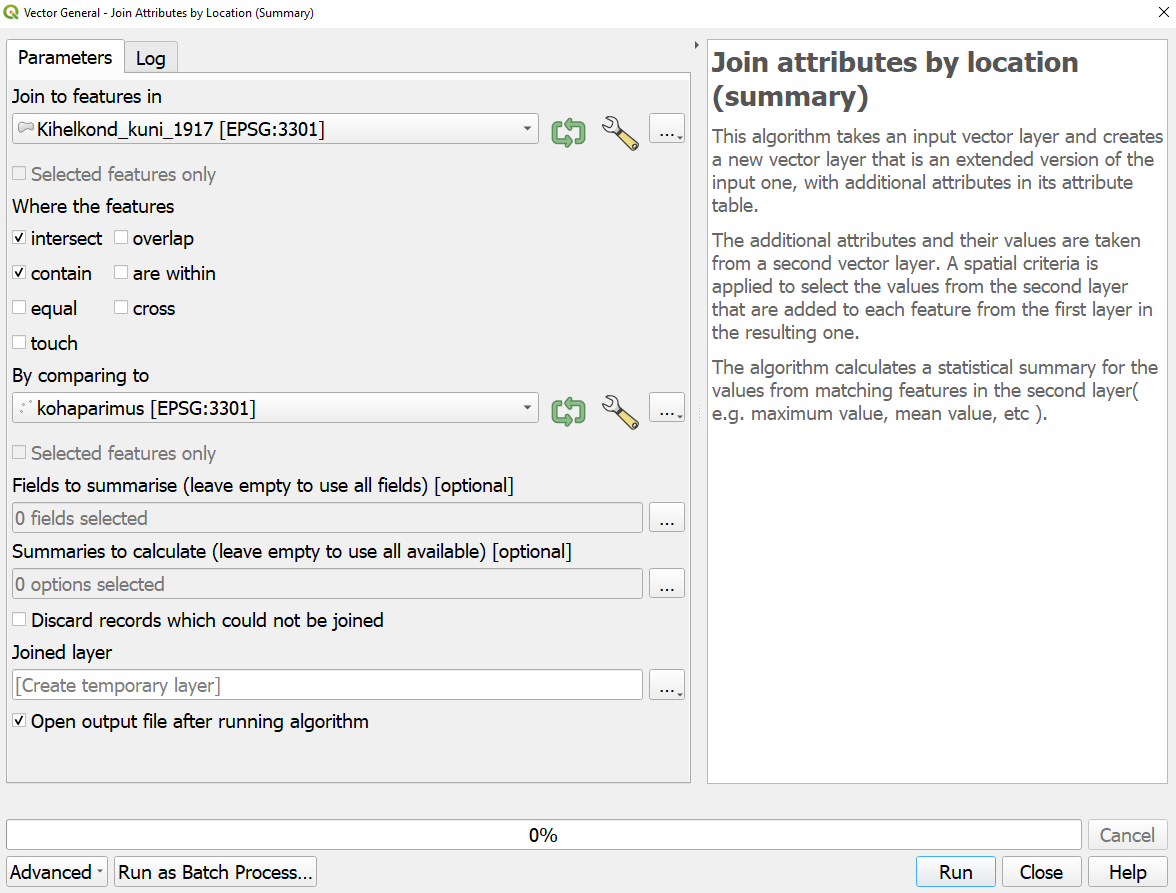 Vector General - Join Attributes by Location (Summary)
Parameters
Log
Join to features in
Kihelkond_kuni_1917 [EPSG:3301]
...
Selected features only
Where the features
intersect
overlap
contain
are within
equal
cross
touch
By comparing to
kohaparimus [EPSG:3301]
...
Selected features only
Fields to summarise (leave empty to use all fields) [optional]
0 fields selected
...
Summaries to calculate (leave empty to use all available) [optional]
0 options selected
...
Discard records which could not be joined
Joined layer
[Create temporary layer]
...
Open output file after running algorithm
Join attributes by location
(summary)
This algorithm takes an input vector layer and creates
a new vector layer that is an extended version of the
input one, with additional attributes in its attribute
table.
The additional attributes and their values are taken
from a second vector layer. A spatial criteria is
applied to select the values from the second layer
that are added to each feature from the first layer in
the resulting one.
The algorithm calculates a statistical summary for the
values from matching features in the second layer(
e.g. maximum value, mean value, etc ).
0%
Cancel
Advanced
Run as Batch Process...
Run
Close
Help